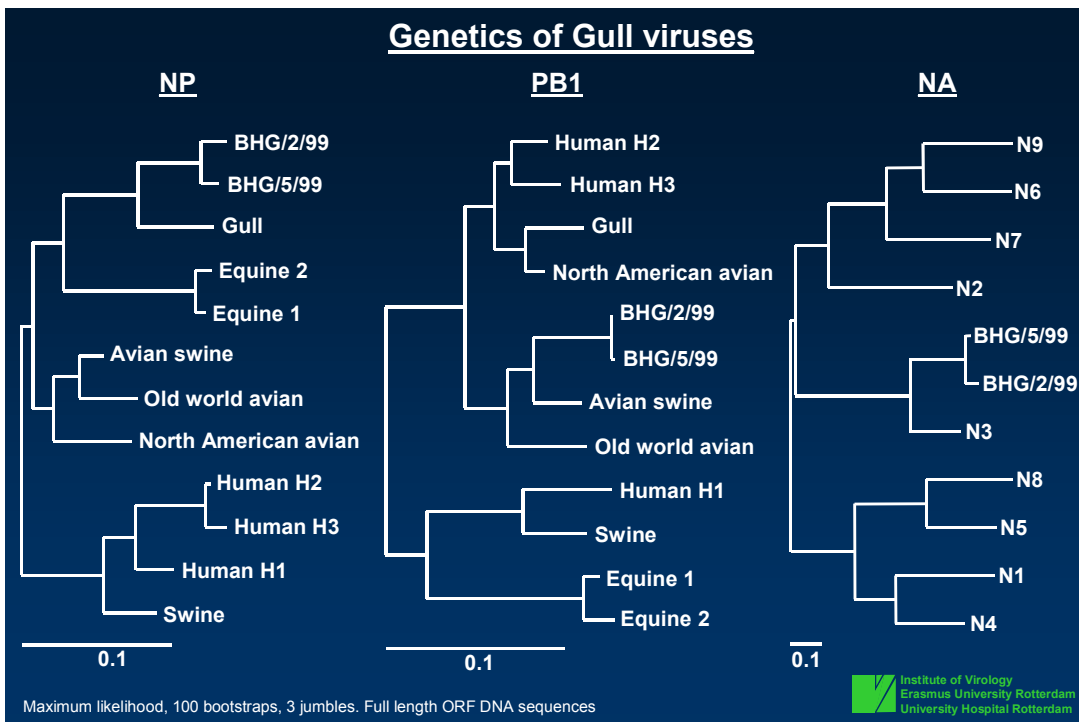 Genetics of Gull viruses
NP
BHG/2/99
BHG/5/99
Gull
Equine 2
Equine 1
Avian swine
Old world avian
North American avian
Human H2
Human H3
Human H1
Swine
0.1
PB1
Human H2
Human H3
Gull
North American avian
BHG/2/99
BHG/5/99
Avian swine
Old world avian
Human H1
Swine
Equine 1
Equine 2
0.1
NA
N9
N6
N7
N2
BHG/5/99
BHG/2/99
N3
N8
N5
N1
N4
0.1
Maximum likelihood, 100 bootstraps, 3 jumbles. Full length ORF DNA sequences
Institute of Virology
Erasmus University Rotterdam
University Hospital Rotterdam